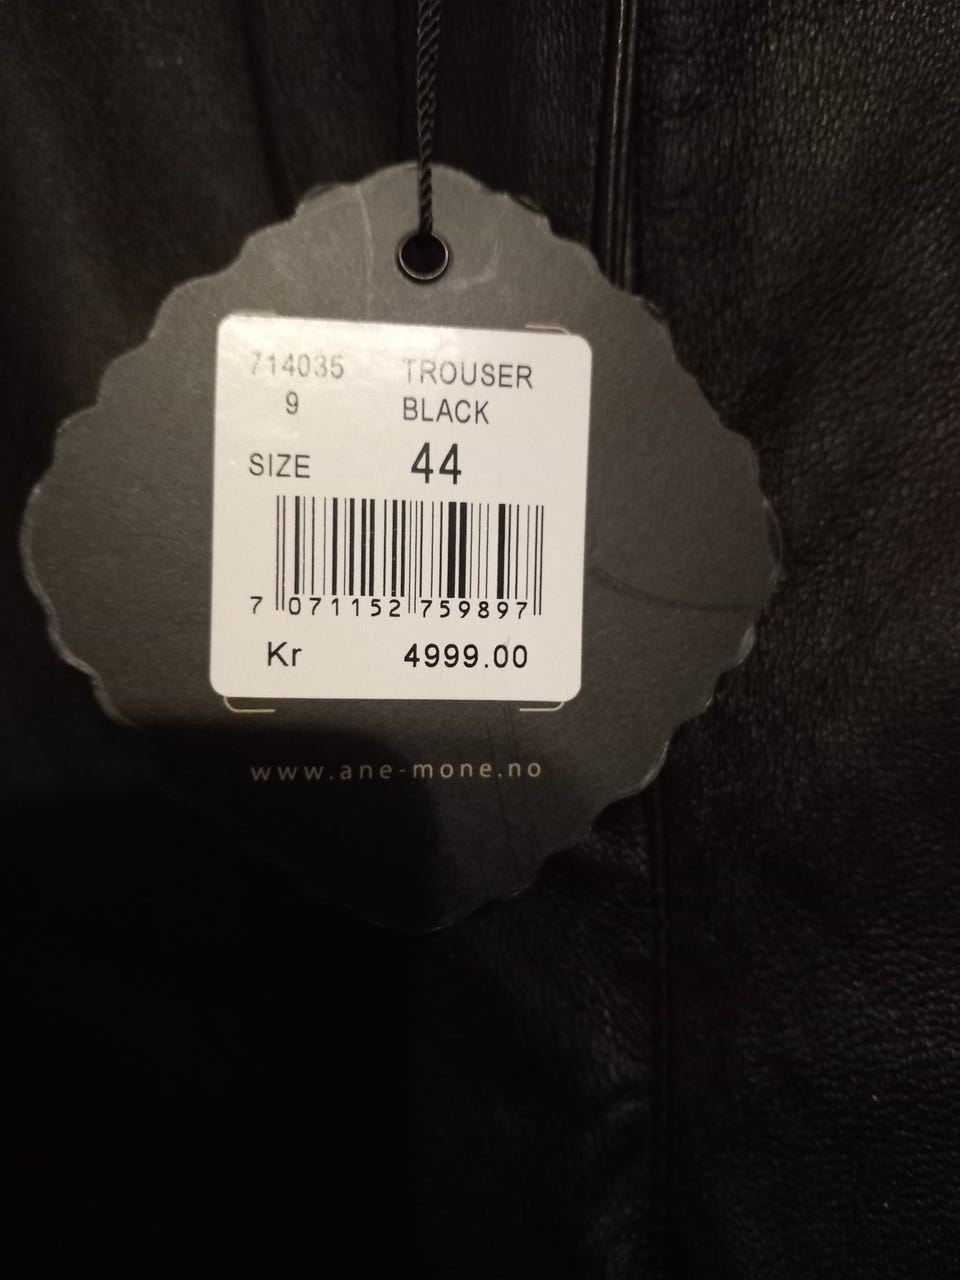 714035 TROUSER
9 BLACK
SIZE 44
7 071152 759897
Kr 4999.00
www.ane-mone.no